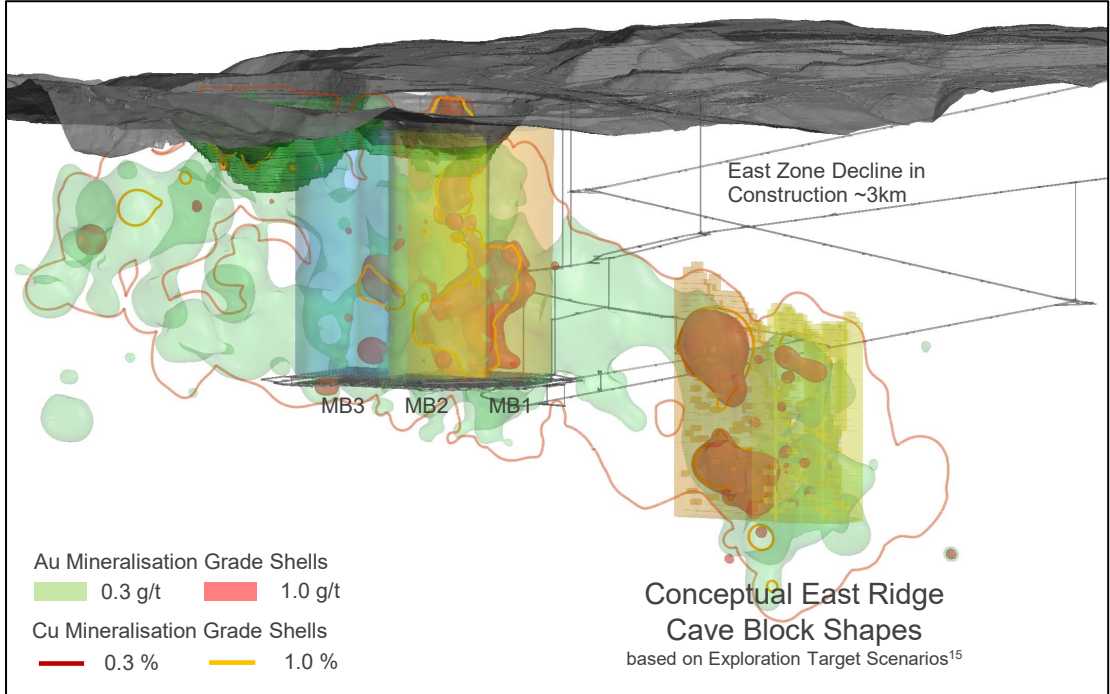 East Zone Decline in
Construction ~3km
MB3 MB2 MB1
Au Mineralisation Grade Shells
0.3 g/t 1.0 g/t
Cu Mineralisation Grade Shells
0.3 % 1.0 %
Conceptual East Ridge
Cave Block Shapes
based on Exploration Target Scenarios¹⁵